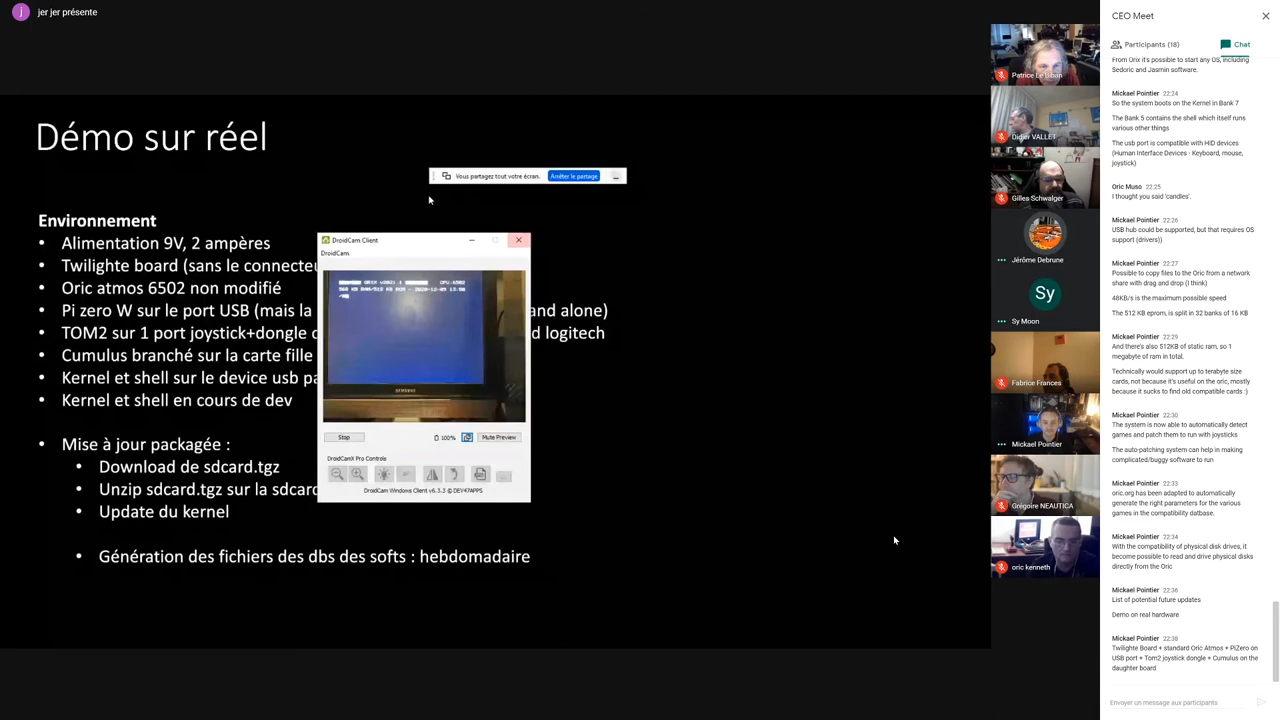 j jer jer présente
Démo sur réel
Vous partagez tout votre écran. Arrêter le partage
Environnement
• Alimentation 9V, 2 ampères
• Twilighte board (sans le connecteu
• Oric atmos 6502 non modifié
• Pi zero W sur le port USB (mais la
and alone)
• TOM2 sur 1 port joystick+dongle
d logitech
• Cumulus branché sur la carte fille
• Kernel et shell sur le device usb pa
• Kernel et shell en cours de dev
• Mise à jour packagée :
• Download de sdcard.tgz
• Unzip sdcard.tgz sur la sdcard
• Update du kernel
• Génération des fichiers des dbs des softs : hebdomadaire
DroidCam Client
DroidCam
CPU:6502
SAMSUNG
Stop
100%
Mute Preview
DroidCamX Pro Controls
DroidCam Windows Client v6.3.3 © DEV47APPS
Patrice Le Bihan
Didier VALLET
Gilles Schwalger
Jérôme Debrune
Sy
Sy Moon
Fabrice Frances
Mickael Pointier
Grégoire NEAUTICA
oric kenneth
CEO Meet
Participants (18)
Chat
From Orix it's possible to start any OS, including
Sedoric and Jasmin software.
Mickael Pointier 22:24
So the system boots on the Kernel in Bank 7
The Bank 5 contains the shell which itself runs
various other things
The usb port is compatible with HID devices
(Human Interface Devices - Keyboard, mouse,
joystick)
Oric Muso 22:25
I thought you said 'candles'.
Mickael Pointier 22:26
USB hub could be supported, but that requires OS
support (drivers))
Mickael Pointier 22:27
Possible to copy files to the Oric from a network
share with drag and drop (I think)
48KB/s is the maximum possible speed
The 512 KB eprom, is split in 32 banks of 16 KB
Mickael Pointier 22:29
And there's also 512KB of static ram, so 1
megabyte of ram in total.
Technically would support up to terabyte size
cards, not because it's useful on the oric, mostly
because it sucks to find old compatible cards :)
Mickael Pointier 22:30
The system is now able to automatically detect
games and patch them to run with joysticks
The auto-patching system can help in making
complicated/buggy software to run
Mickael Pointier 22:33
oric.org has been adapted to automatically
generate the right parameters for the various
games in the compatibility datbase.
Mickael Pointier 22:34
With the compatibility of physical disk drives, it
become possible to read and drive physical disks
directly from the Oric
Mickael Pointier 22:36
List of potential future updates
Demo on real hardware
Mickael Pointier 22:38
Twilighte Board + standard Oric Atmos + PiZero on
USB port + Tom2 joystick dongle + Cumulus on the
daughter board
Envoyer un message aux participants